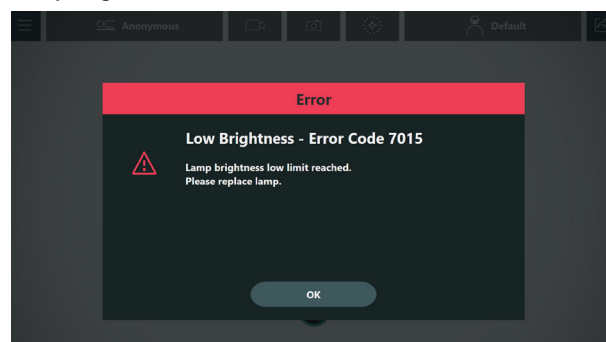 Anonymous
Default
Error
Low Brightness - Error Code 7015
Lamp brightness low limit reached.
Please replace lamp.
OK